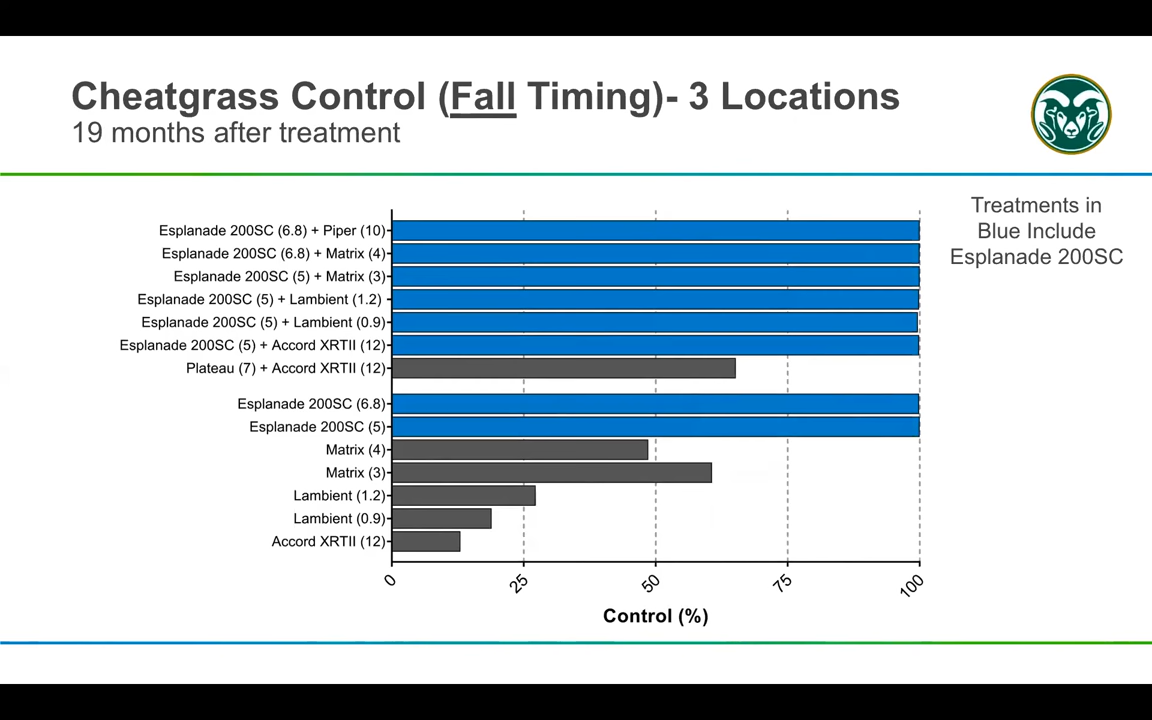 Cheatgrass Control (Fall Timing)- 3 Locations
19 months after treatment
Treatments in
Blue Include
Esplanade 200SC
Esplanade 200SC (6.8) + Piper (10)
Esplanade 200SC (6.8) + Matrix (4)
Esplanade 200SC (5) + Matrix (3)
Esplanade 200SC (5) + Lambient (1.2)
Esplanade 200SC (5) + Lambient (0.9)
Esplanade 200SC (5) + Accord XRTII (12)
Plateau (7) + Accord XRTII (12)
Esplanade 200SC (6.8)
Esplanade 200SC (5)
Matrix (4)
Matrix (3)
Lambient (1.2)
Lambient (0.9)
Accord XRTII (12)
0 25 50 75 100
Control (%)